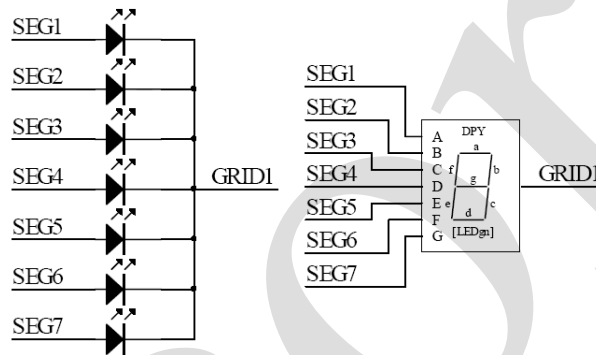 SEG1
SEG2
SEG3
SEG4
SEG5
SEG6
SEG7
GRID1
SEG1
SEG2
SEG3
SEG4
SEG5
SEG6
SEG7
A
B
C
D
E
F
G
DPY
a
f
b
g
e
c
d
[LEDgn]
GRID1